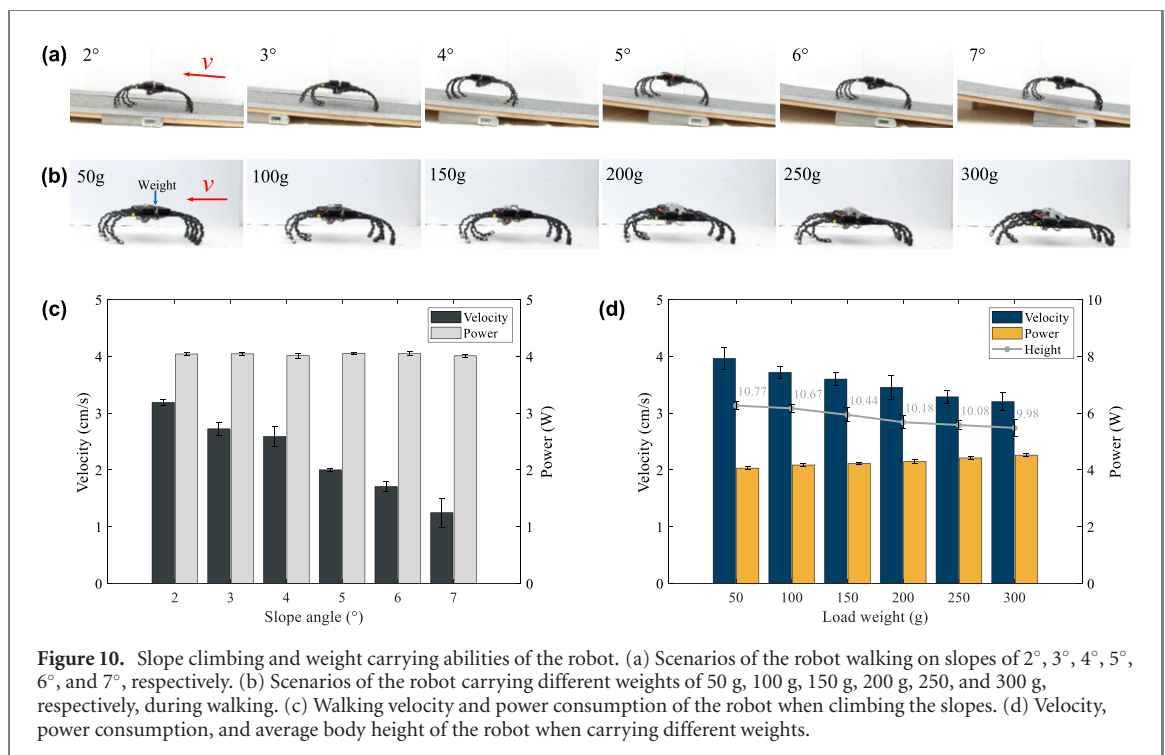 (a) 2° v 3° 4° 5° 6° 7°
(b) 50g Weight v 100g 150g 200g 250g 300g
(c)
5 5
Velocity
Power
4 4
3 3
2 2
1 1
0 0
Velocity (cm/s)
Power (W)
2 3 4 5 6 7
Slope angle (°)
(d)
5 10
Velocity
Power
Height
4 8
10.77 10.67 10.44 10.18 10.08 9.98
3 6
2 4
1 2
0 0
Velocity (cm/s)
Power (W)
50 100 150 200 250 300
Load weight (g)
Figure 10. Slope climbing and weight carrying abilities of the robot. (a) Scenarios of the robot walking on slopes of 2°, 3°, 4°, 5°,
6°, and 7°, respectively. (b) Scenarios of the robot carrying different weights of 50 g, 100 g, 150 g, 200 g, 250, and 300 g,
respectively, during walking. (c) Walking velocity and power consumption of the robot when climbing the slopes. (d) Velocity,
power consumption, and average body height of the robot when carrying different weights.